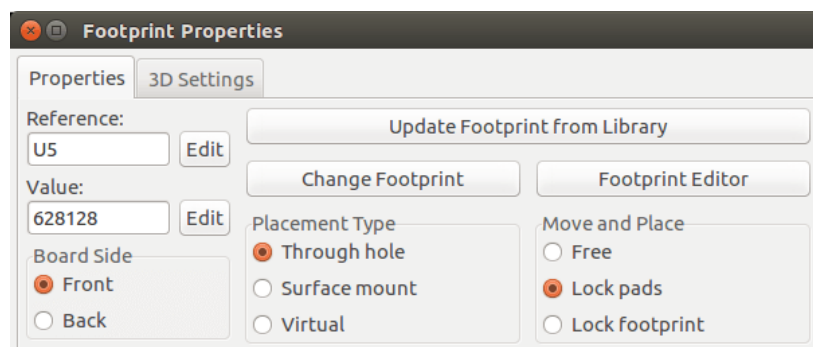 Footprint Properties
Properties 3D Settings
Reference:
U5 Edit
Update Footprint from Library
Value:
628128 Edit
Change Footprint Footprint Editor
Board Side
Front
Back
Placement Type
Through hole
Surface mount
Virtual
Move and Place
Free
Lock pads
Lock footprint